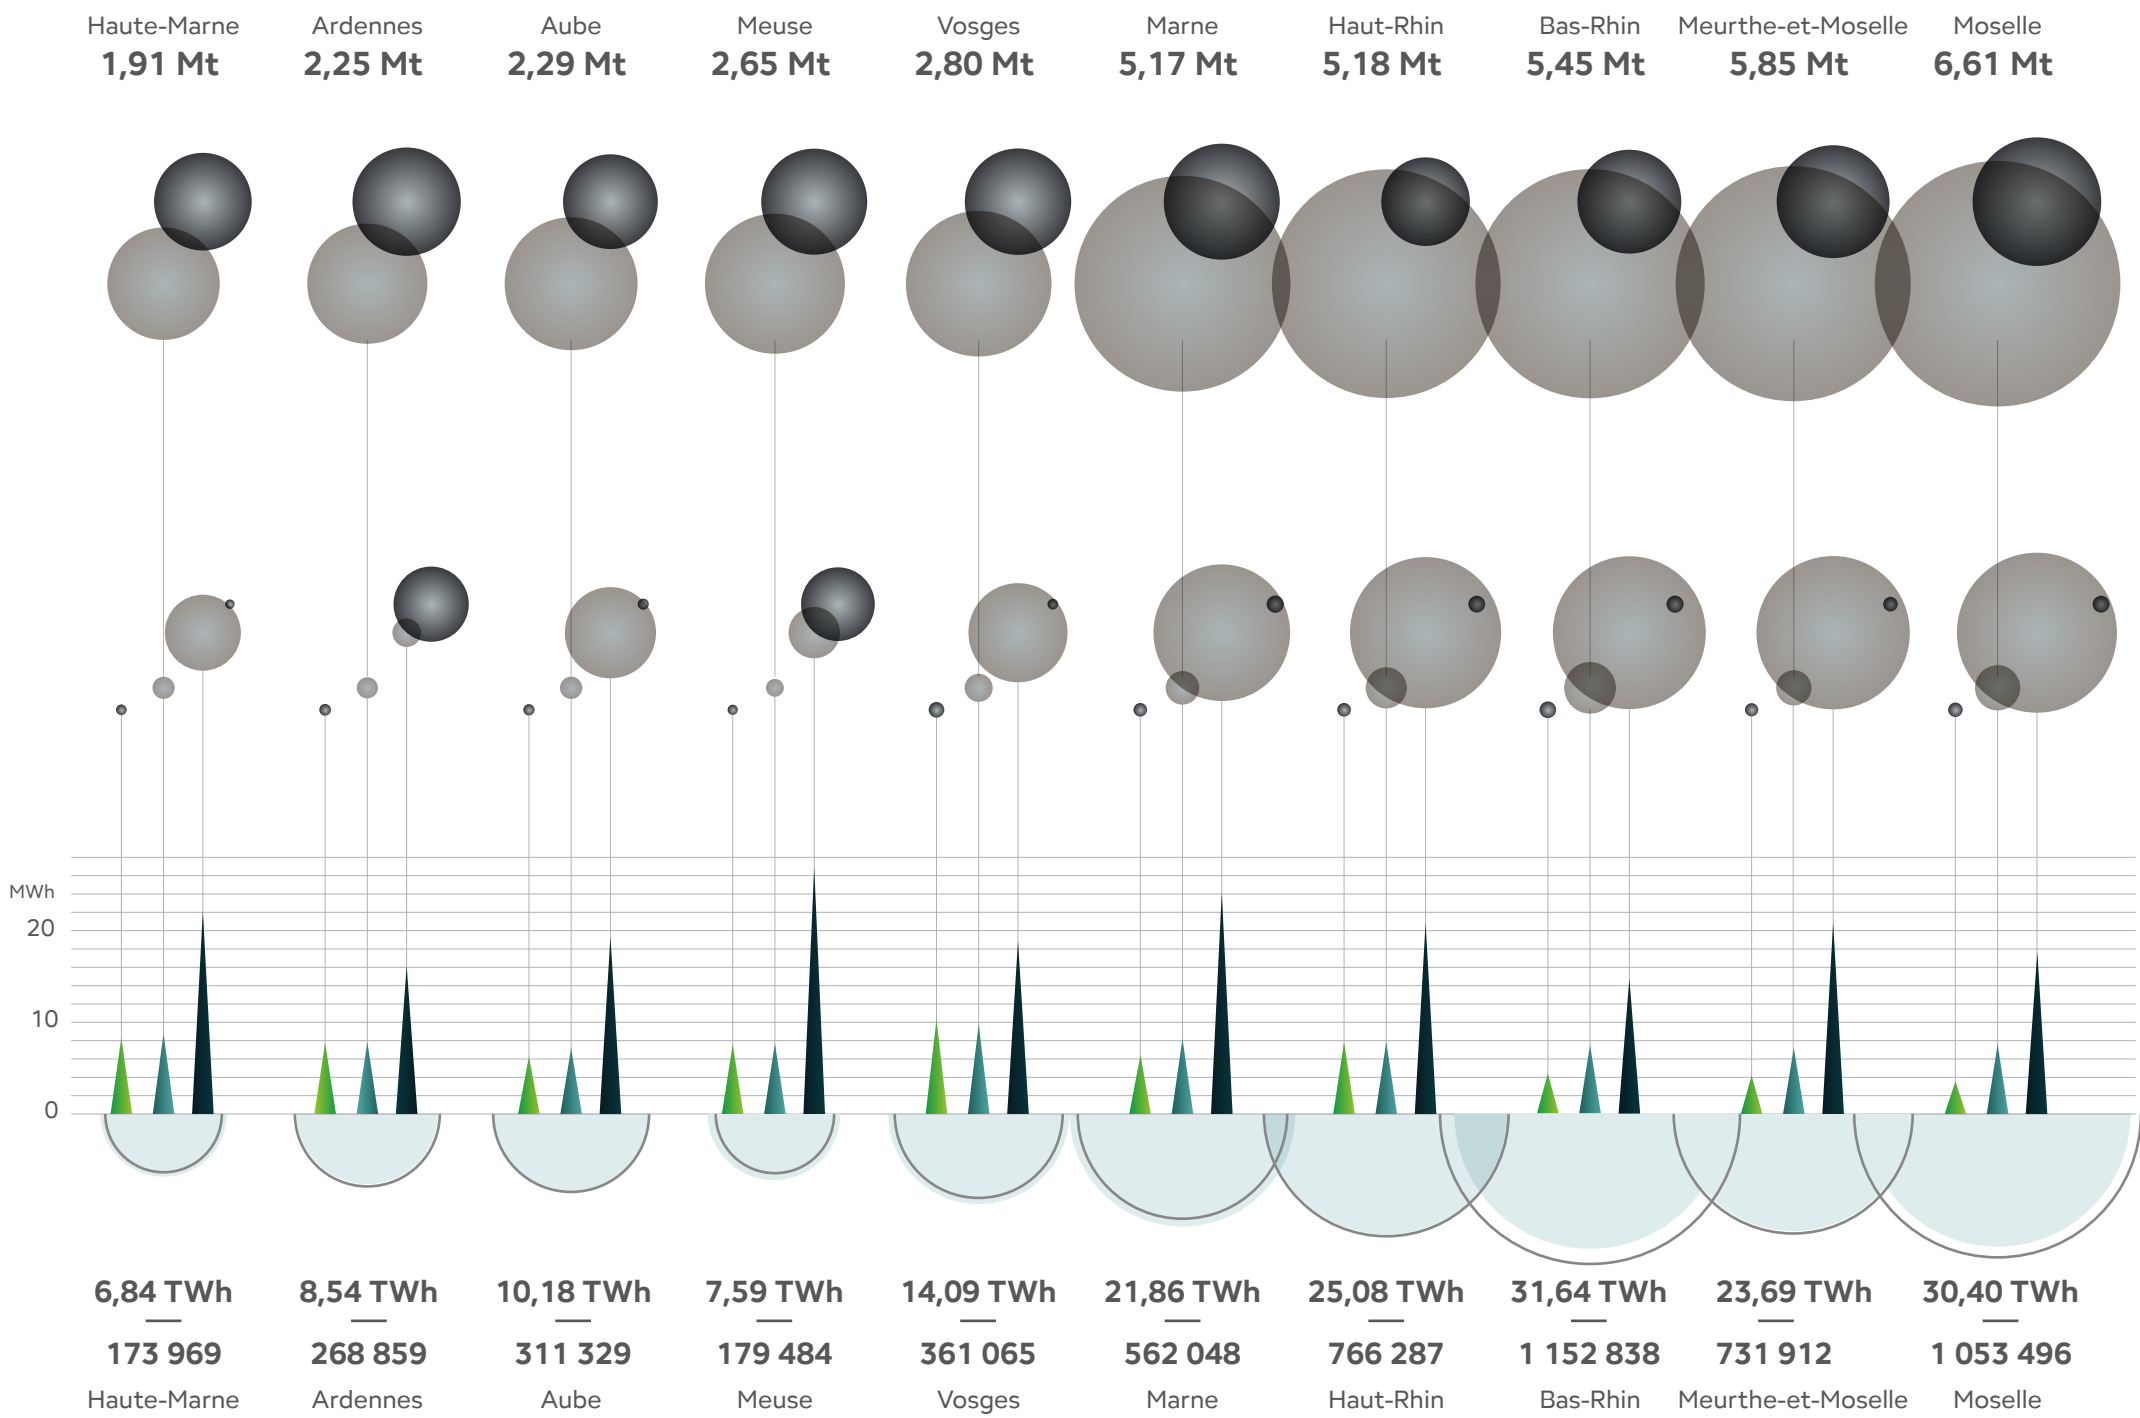 Haute-Marne Ardennes Aube Meuse Vosges Marne Haut-Rhin Bas-Rhin Meurthe-et-Moselle Moselle
1,91 Mt 2,25 Mt 2,29 Mt 2,65 Mt 2,80 Mt 5,17 Mt 5,18 Mt 5,45 Mt 5,85 Mt 6,61 Mt
MWh
20
10
0
6,84 TWh 8,54 TWh 10,18 TWh 7,59 TWh 14,09 TWh 21,86 TWh 25,08 TWh 31,64 TWh 23,69 TWh 30,40 TWh
173 969 268 859 311 329 179 484 361 065 562 048 766 287 1 152 838 731 912 1 053 496
Haute-Marne Ardennes Aube Meuse Vosges Marne Haut-Rhin Bas-Rhin Meurthe-et-Moselle Moselle